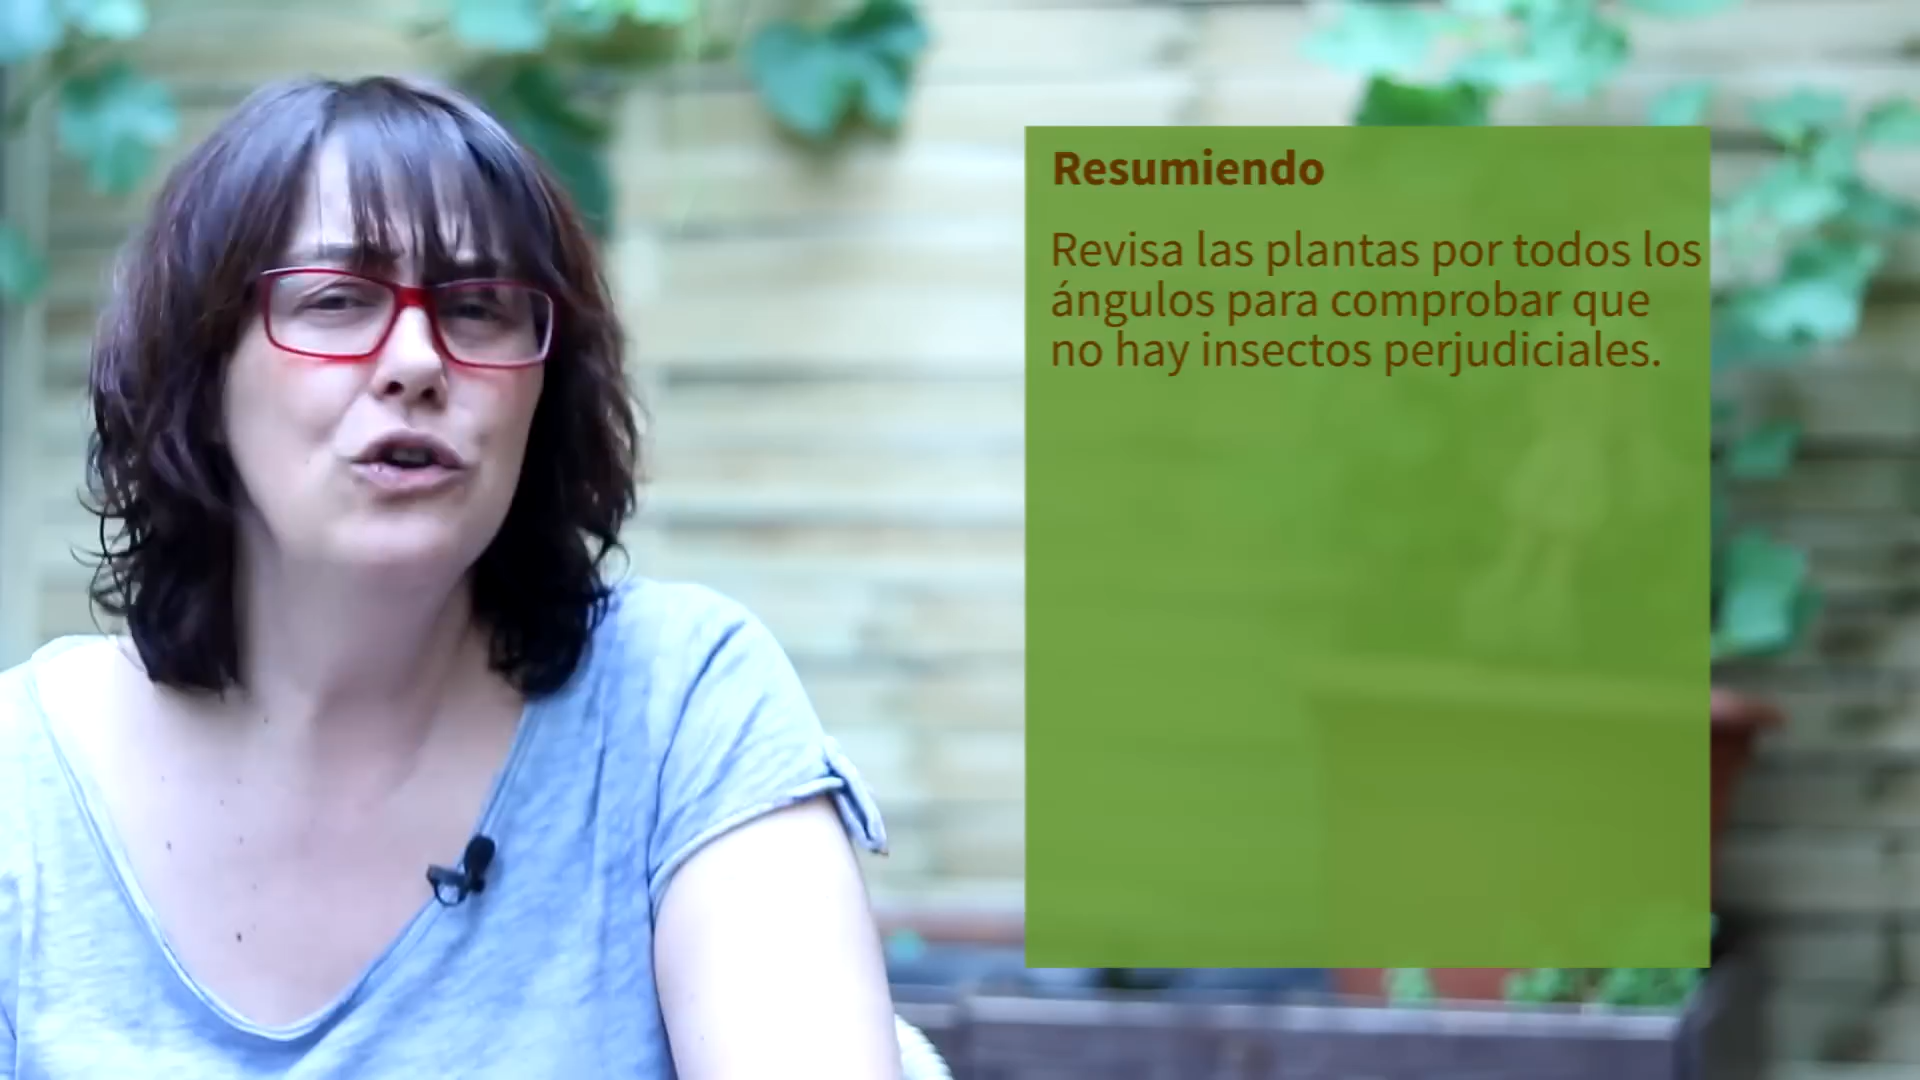 Resumiendo
Revisa las plantas por todos los
ángulos para comprobar que
no hay insectos perjudiciales.